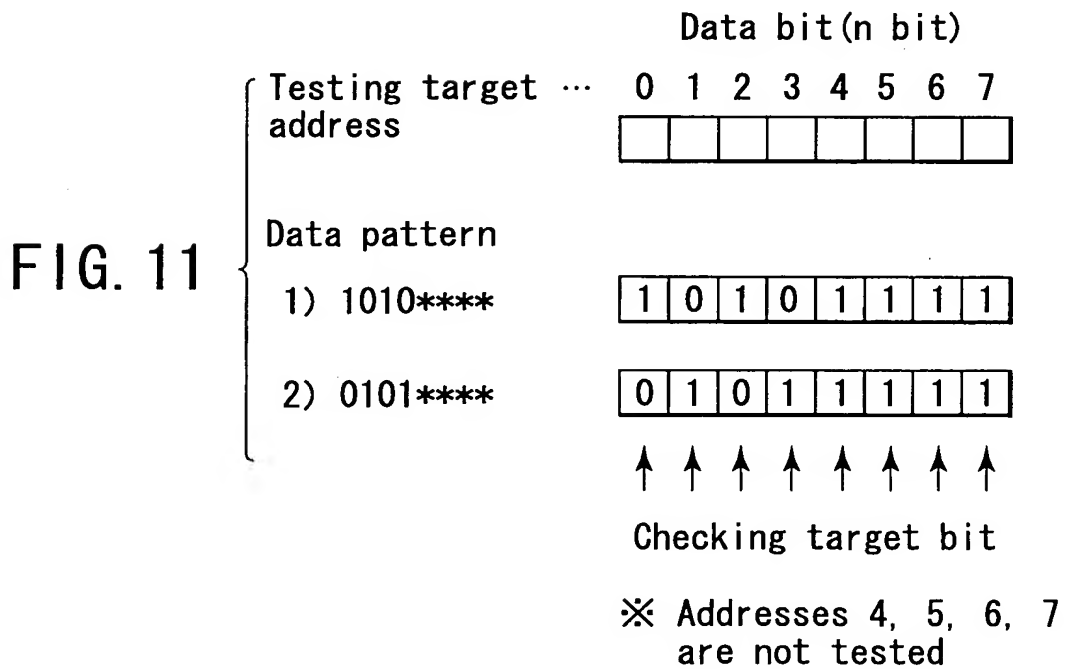 Data bit(n bit)
Testing target … 0 1 2 3 4 5 6 7
address
Data pattern
FIG. 11
1) 1010**** 1 0 1 0 1 1 1 1
2) 0101**** 0 1 0 1 1 1 1 1
Checking target bit
※ Addresses 4, 5, 6, 7
are not tested